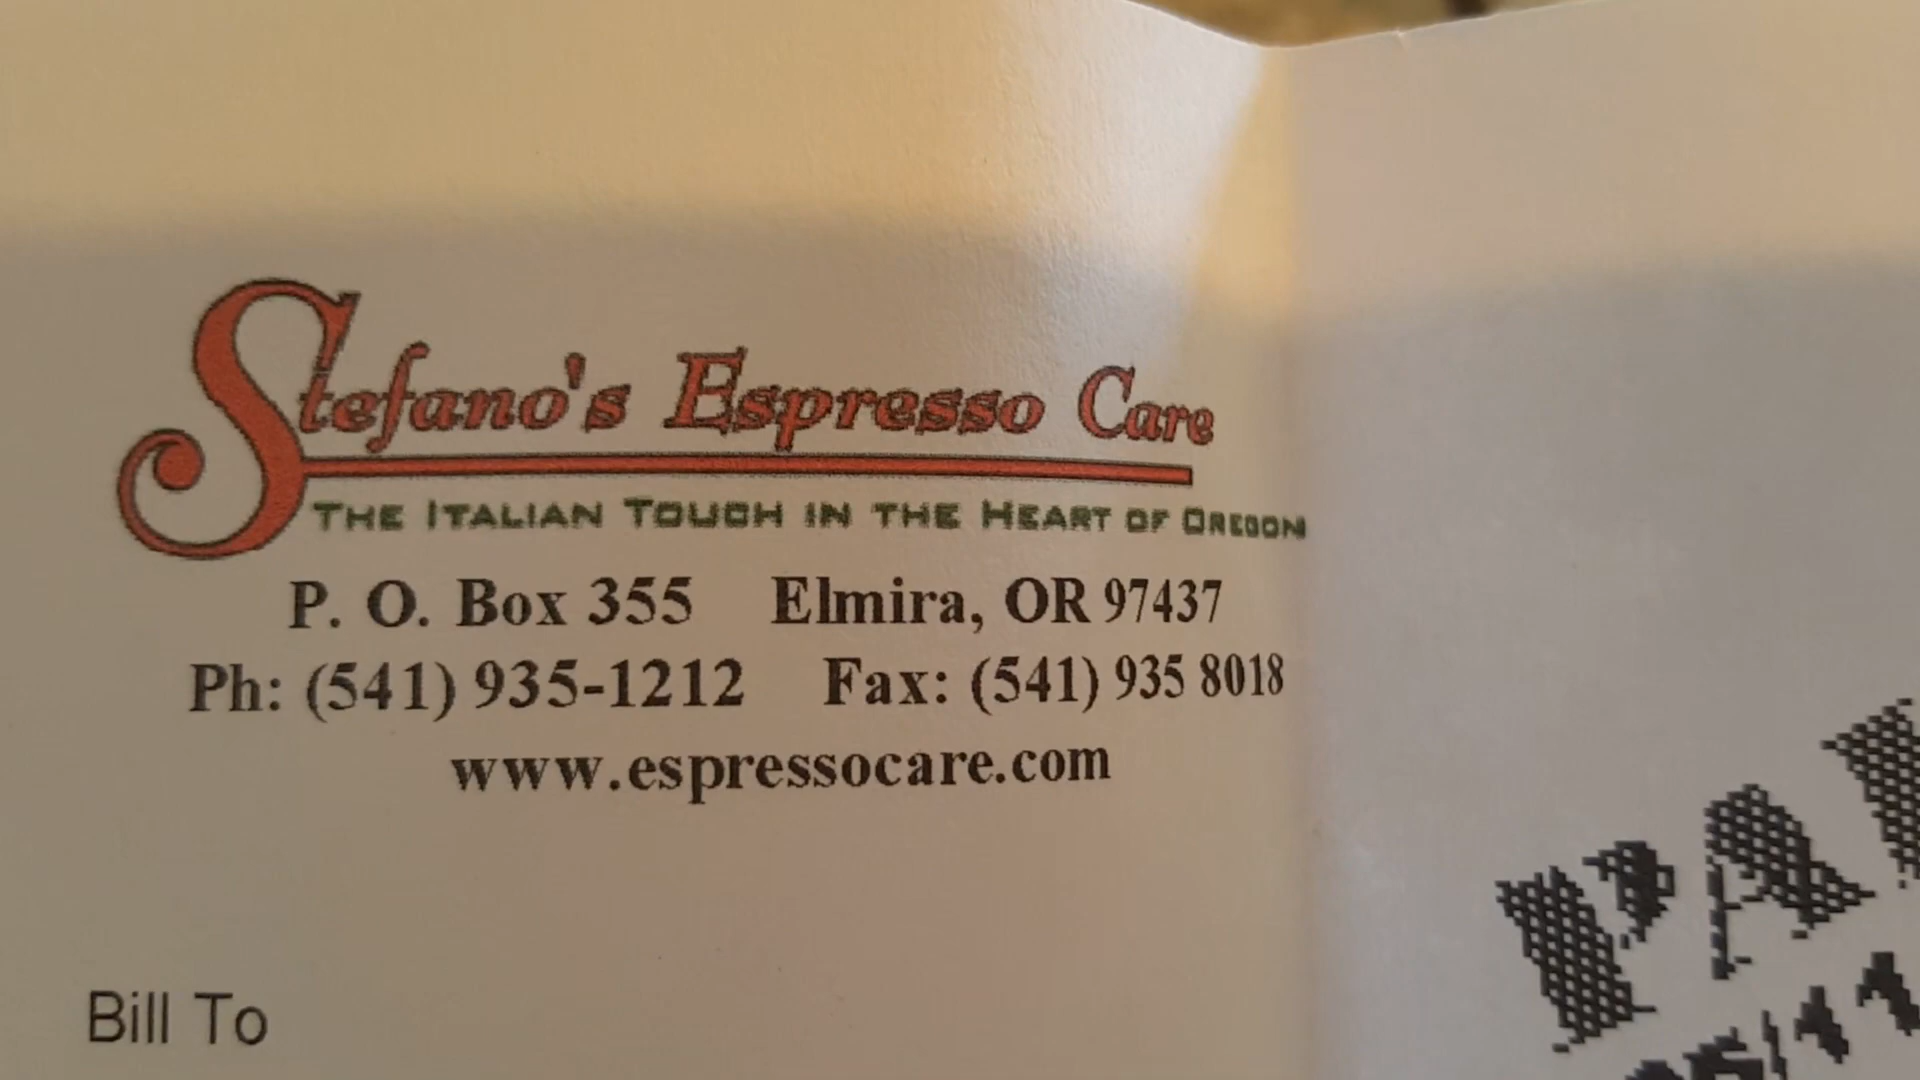 Stefano's Espresso Care
THE ITALIAN TOUCH IN THE HEART OF OREGON
P. O. Box 355 Elmira, OR 97437
Ph: (541) 935-1212 Fax: (541) 935 8018
www.espressocare.com
Bill To